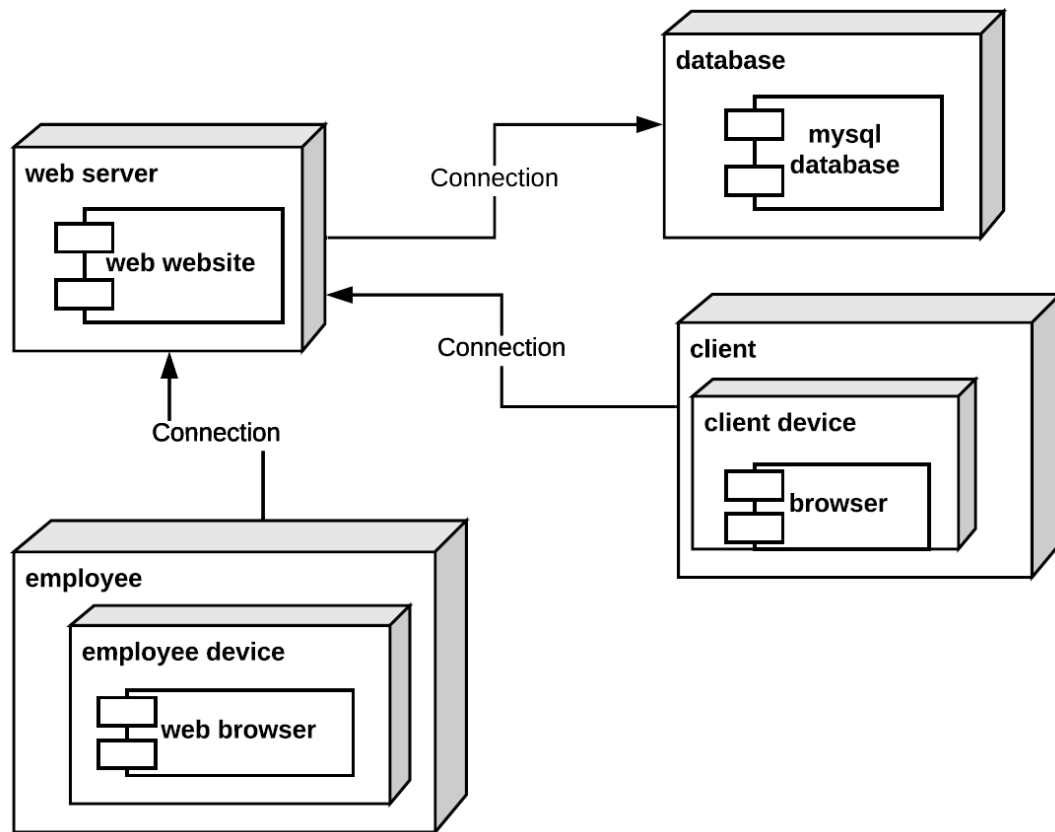 database
mysql
database
web server
Connection
web website
client
Connection
client device
Connection
browser
employee
employee device
web browser